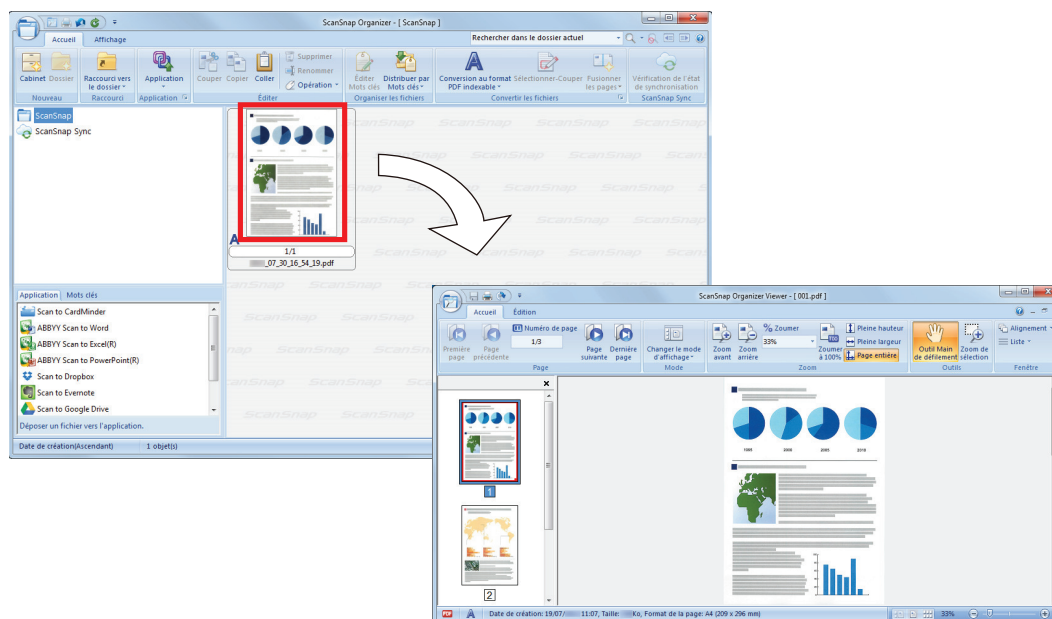 ScanSnap Organizer - [ ScanSnap ]
Accueil Affichage
Rechercher dans le dossier actuel
Cabinet Dossier
Raccourci vers le dossier
Application
Couper Copier Coller
Supprimer
Renommer
Opération
Éditer Mots clés
Distribuer par Mots clés
Conversion au format PDF indexable
Sélectionner-Couper
Fusionner les pages
Vérification de l'état de synchronisation
Nouveau Raccourci Application Éditer Organiser les fichiers Convertir les fichiers ScanSnap Sync
ScanSnap
ScanSnap Sync
A
1/1
_07_30_16_54_19.pdf
Application Mots clés
Scan to CardMinder
ABBYY Scan to Word
ABBYY Scan to Excel(R)
ABBYY Scan to PowerPoint(R)
Scan to Dropbox
Scan to Evernote
Scan to Google Drive
Déposer un fichier vers l'application.
Date de création(Ascendant) 1 objet(s)
ScanSnap Organizer Viewer - [ 001.pdf ]
Accueil Édition
Première page
Page précédente
Numéro de page
1/3
Page suivante
Dernière page
Changer le mode d'affichage
Zoom avant
Zoom arrière
% Zoumer
33%
Zoumer à 100%
Pleine hauteur
Pleine largeur
Page entière
Outil Main de défilement
Zoom de sélection
Alignement
Liste
Page Mode Zoom Outils Fenêtre
1
2
1995 2000 2005 2010
PDF A Date de création: 19/07/ 11:07, Taille: Ko, Format de la page: A4 (209 x 296 mm) 33%